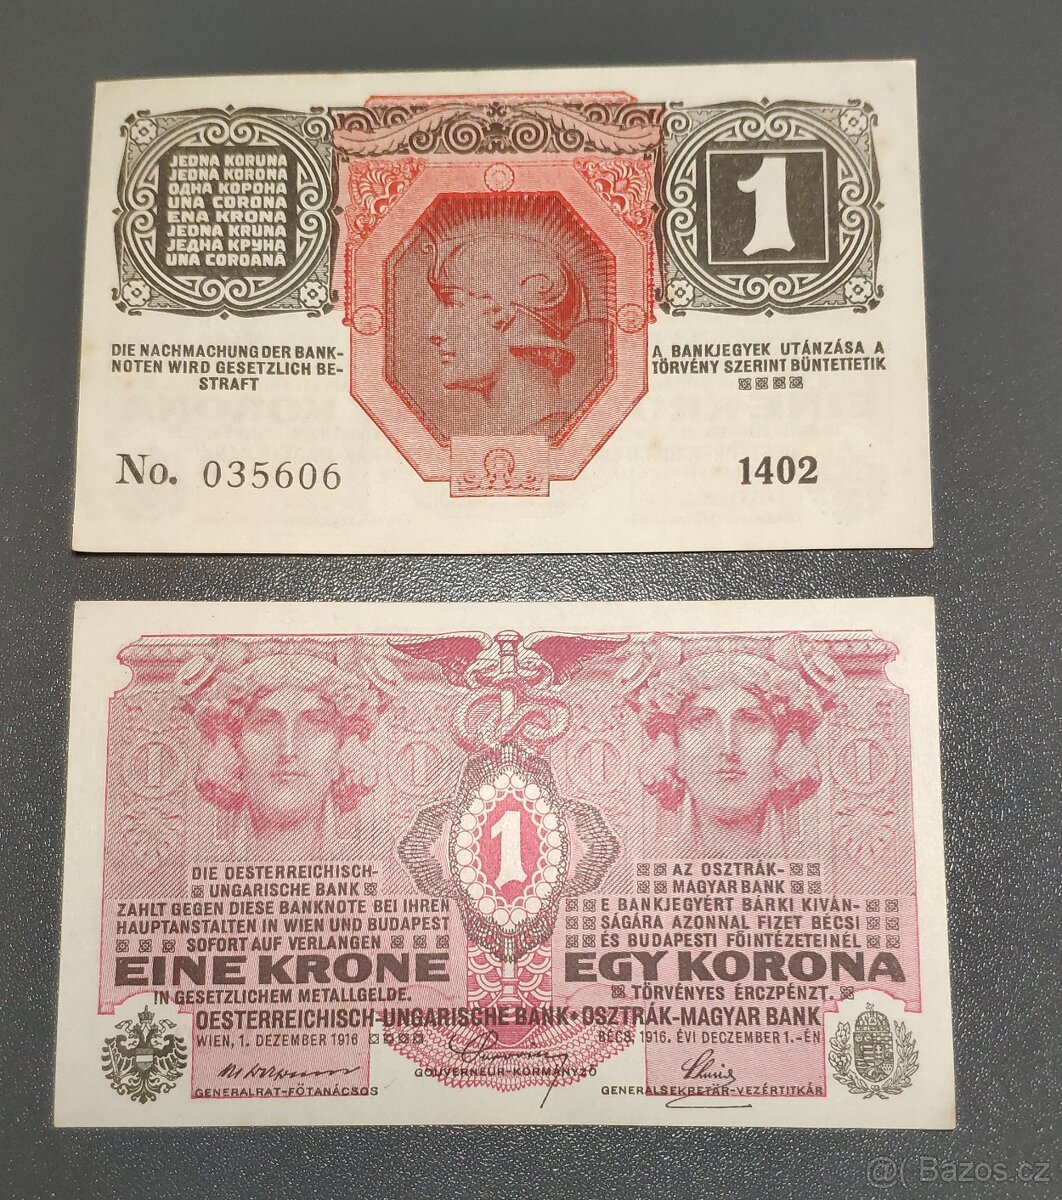 JEDNA KORUNA
JEDNA KORONA
ОДНА КОРОНА
UNA CORONA
ENA KRONA
JEDNA KRUNA
ЈЕДНА КРУНА
UNA COROANĂ
1
DIE NACHMACHUNG DER BANK-
NOTEN WIRD GESETZLICH BE-
STRAFT
A BANKJEGYEK UTÁNZÁSA A
TÖRVÉNY SZERINT BÜNTETTETIK
No. 035606
1402
1 1 1 1
1
DIE OESTERREICHISCH-
UNGARISCHE BANK
ZAHLT GEGEN DIESE BANKNOTE BEI IHREN
HAUPTANSTALTEN IN WIEN UND BUDAPEST
SOFORT AUF VERLANGEN
EINE KRONE
IN GESETZLICHEM METALLGELDE.
AZ OSZTRÁK-
MAGYAR BANK
E BANKJEGYÉRT BÁRKI KIVÁN-
SÁGÁRA AZONNAL FIZET BÉCSI
ÉS BUDAPESTI FŐINTÉZETEINÉL
EGY KORONA
TÖRVÉNYES ÉRCZPÉNZT.
OESTERREICHISCH-UNGARISCHE BANK • OSZTRÁK-MAGYAR BANK
WIEN, 1. DEZEMBER 1916
BÉCS, 1916. ÉVI DECZEMBER 1.-ÉN
GENERALRAT-FŐTANÁCSOS
GOUVERNEUR-KORMÁNYZÓ
GENERALSEKRETÄR-VEZÉRTITKÁR
@( Bazos.cz